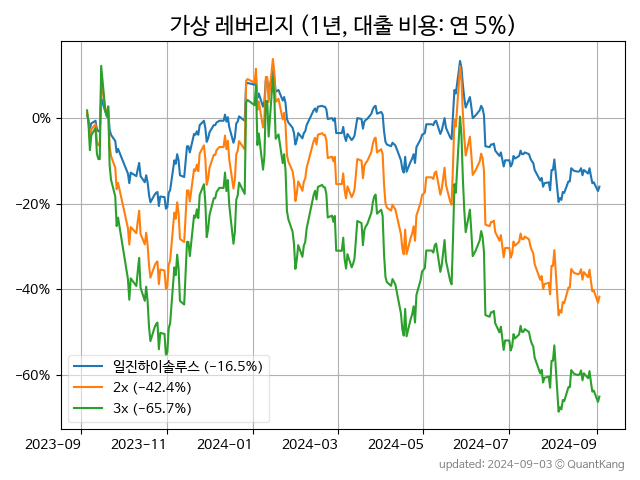 가상 레버리지 (1년, 대출 비용: 연 5%)
0%
−20%
−40%
−60%
일진하이솔루스 (-16.5%)
2x (-42.4%)
3x (-65.7%)
2023-09 2023-11 2024-01 2024-03 2024-05 2024-07 2024-09
updated: 2024-09-03 © QuantKang